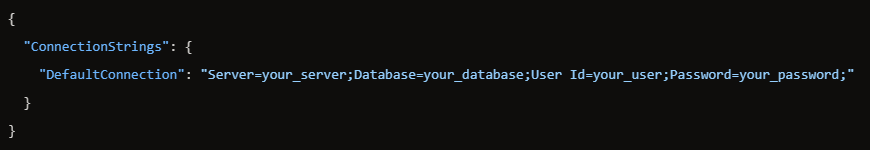 {
  "ConnectionStrings": {
    "DefaultConnection": "Server=your_server;Database=your_database;User Id=your_user;Password=your_password;"
  }
}